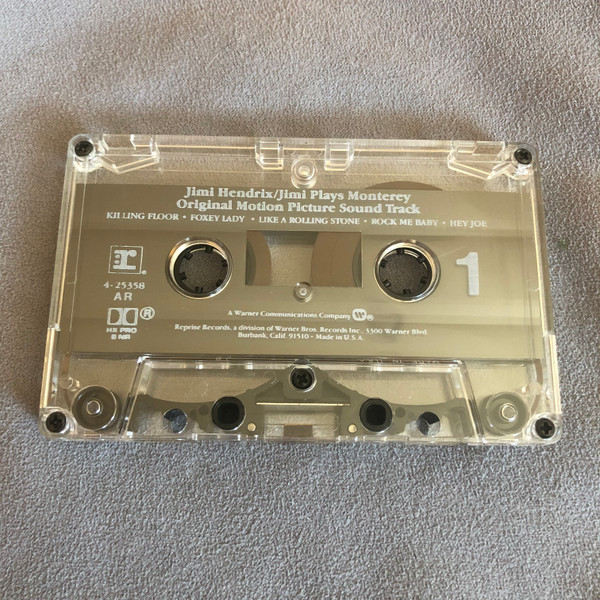 Jimi Hendrix/Jimi Plays Monterey
Original Motion Picture Sound Track
KILLING FLOOR • FOXEY LADY • LIKE A ROLLING STONE • ROCK ME BABY • HEY JOE
r
®
4-25358
AR
1
®
HX PRO
B NR
A Warner Communications Company ®
Reprise Records, a division of Warner Bros. Records Inc., 3300 Warner Blvd.
Burbank, Calif. 91510 • Made in U.S.A.